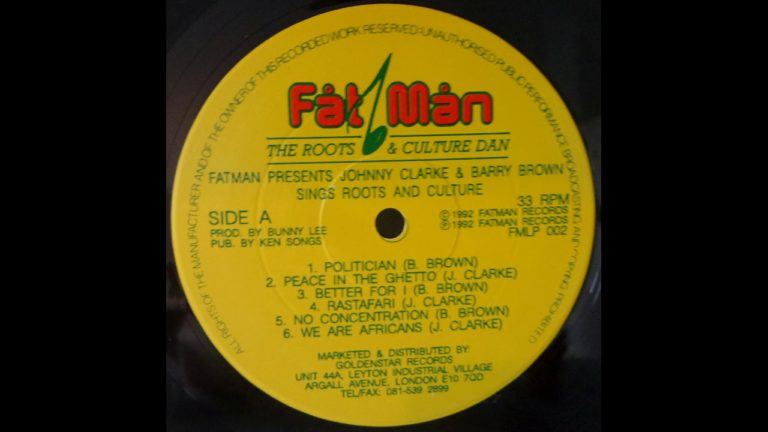 ALL RIGHTS OF THE MANUFACTURER AND OF THE OWNER OF THIS RECORDED WORK RESERVED: UNAUTHORISED PUBLIC PERFORMANCE BROADCASTING AND COPYING PROHIBITED
Fåt Mån
THE ROOTS & CULTURE DAN
FATMAN PRESENTS JOHNNY CLARKE & BARRY BROWN
SINGS ROOTS AND CULTURE
SIDE A
PROD. BY BUNNY LEE
PUB. BY KEN SONGS
33 RPM
© 1992 FATMAN RECORDS
℗ 1992 FATMAN RECORDS
FMLP 002
1. POLITICIAN (B. BROWN)
2. PEACE IN THE GHETTO (J. CLARKE)
3. BETTER FOR I (B. BROWN)
4. RASTAFARI (J. CLARKE)
5. NO CONCENTRATION (B. BROWN)
6. WE ARE AFRICANS (J. CLARKE)
MARKETED & DISTRIBUTED BY:
GOLDENSTAR RECORDS
UNIT 44A, LEYTON INDUSTRIAL VILLAGE
ARGALL AVENUE, LONDON E10 7QD
TEL/FAX: 081-539 2899